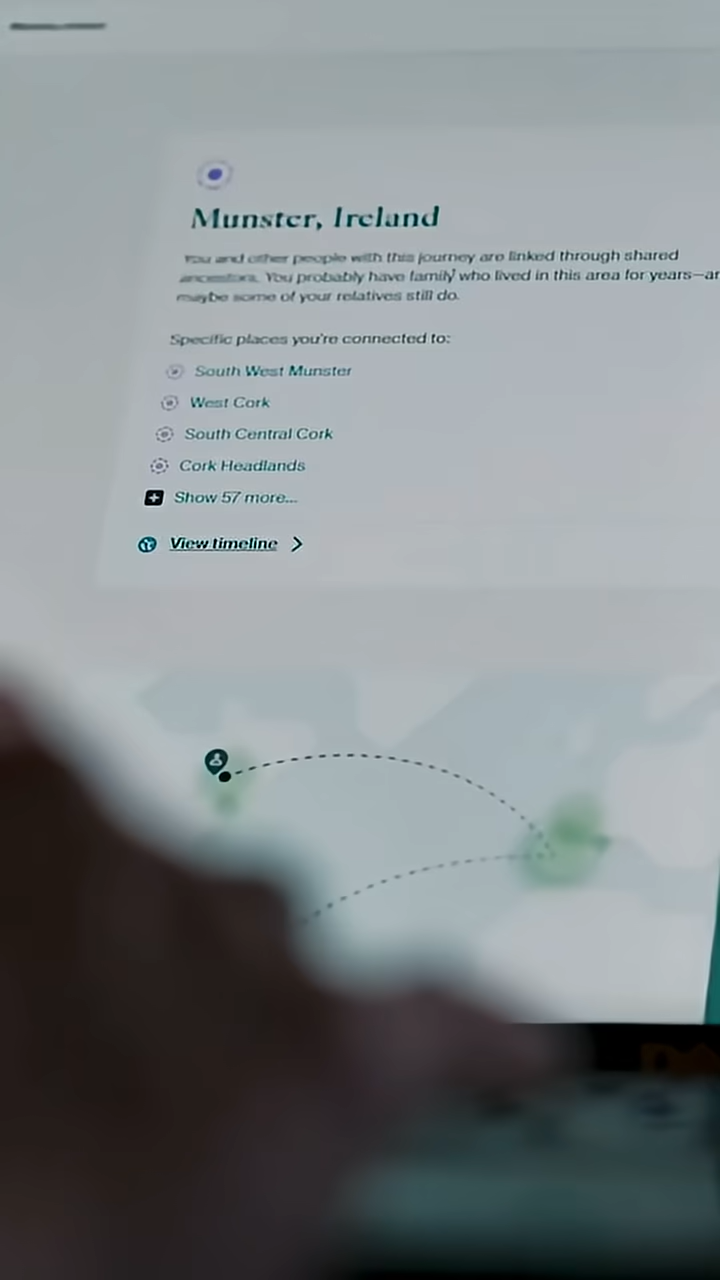 Munster, Ireland
You and other people with this journey are linked through shared
ancestors. You probably have family who lived in this area for years—ar
maybe some of your relatives still do.
Specific places you're connected to:
South West Munster
West Cork
South Central Cork
Cork Headlands
Show 57 more...
View timeline